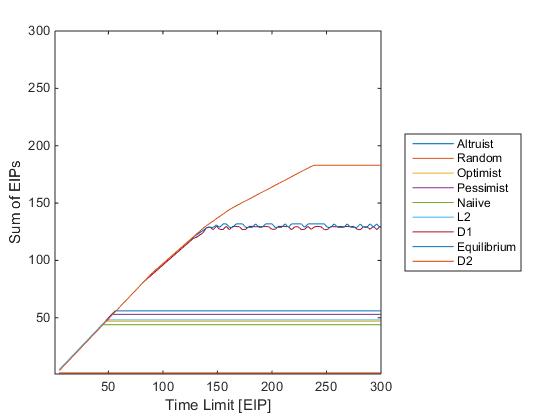 300
250
200
150
100
50
Sum of EIPs
50 100 150 200 250 300
Time Limit [EIP]
Altruist
Random
Optimist
Pessimist
Naiive
L2
D1
Equilibrium
D2